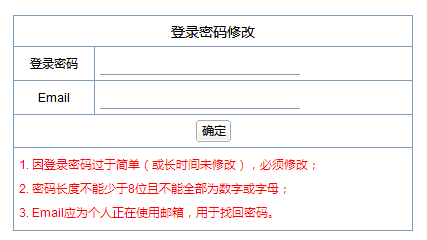 登录密码修改
登录密码
Email
确定
1. 因登录密码过于简单（或长时间未修改），必须修改；
2. 密码长度不能少于8位且不能全部为数字或字母；
3. Email应为个人正在使用邮箱，用于找回密码。